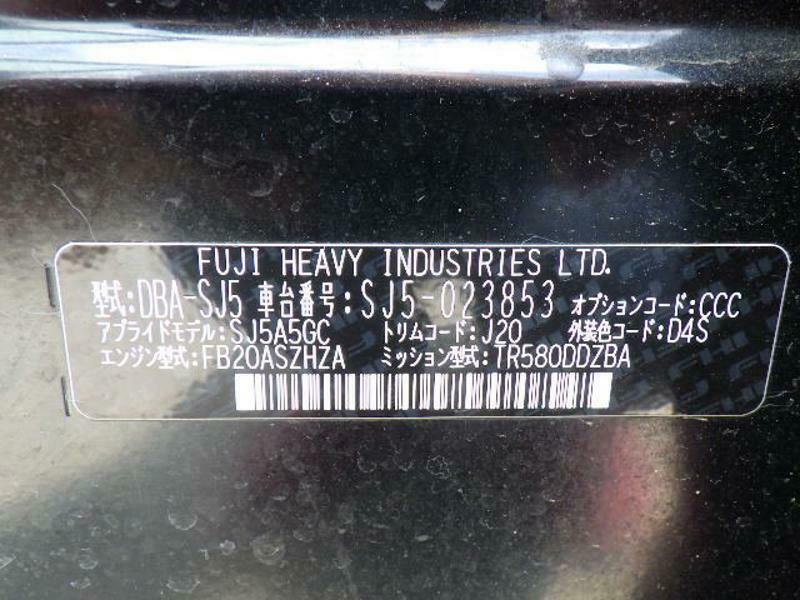 FUJI HEAVY INDUSTRIES LTD.
型式:DBA-SJ5 車台番号:SJ5-023853 オプションコード:CCC
アプライドモデル:SJ5A5GC トリムコード:J20 外装色コード:D4S
エンジン型式:FB20ASZHZA ミッション型式:TR580DDZBA